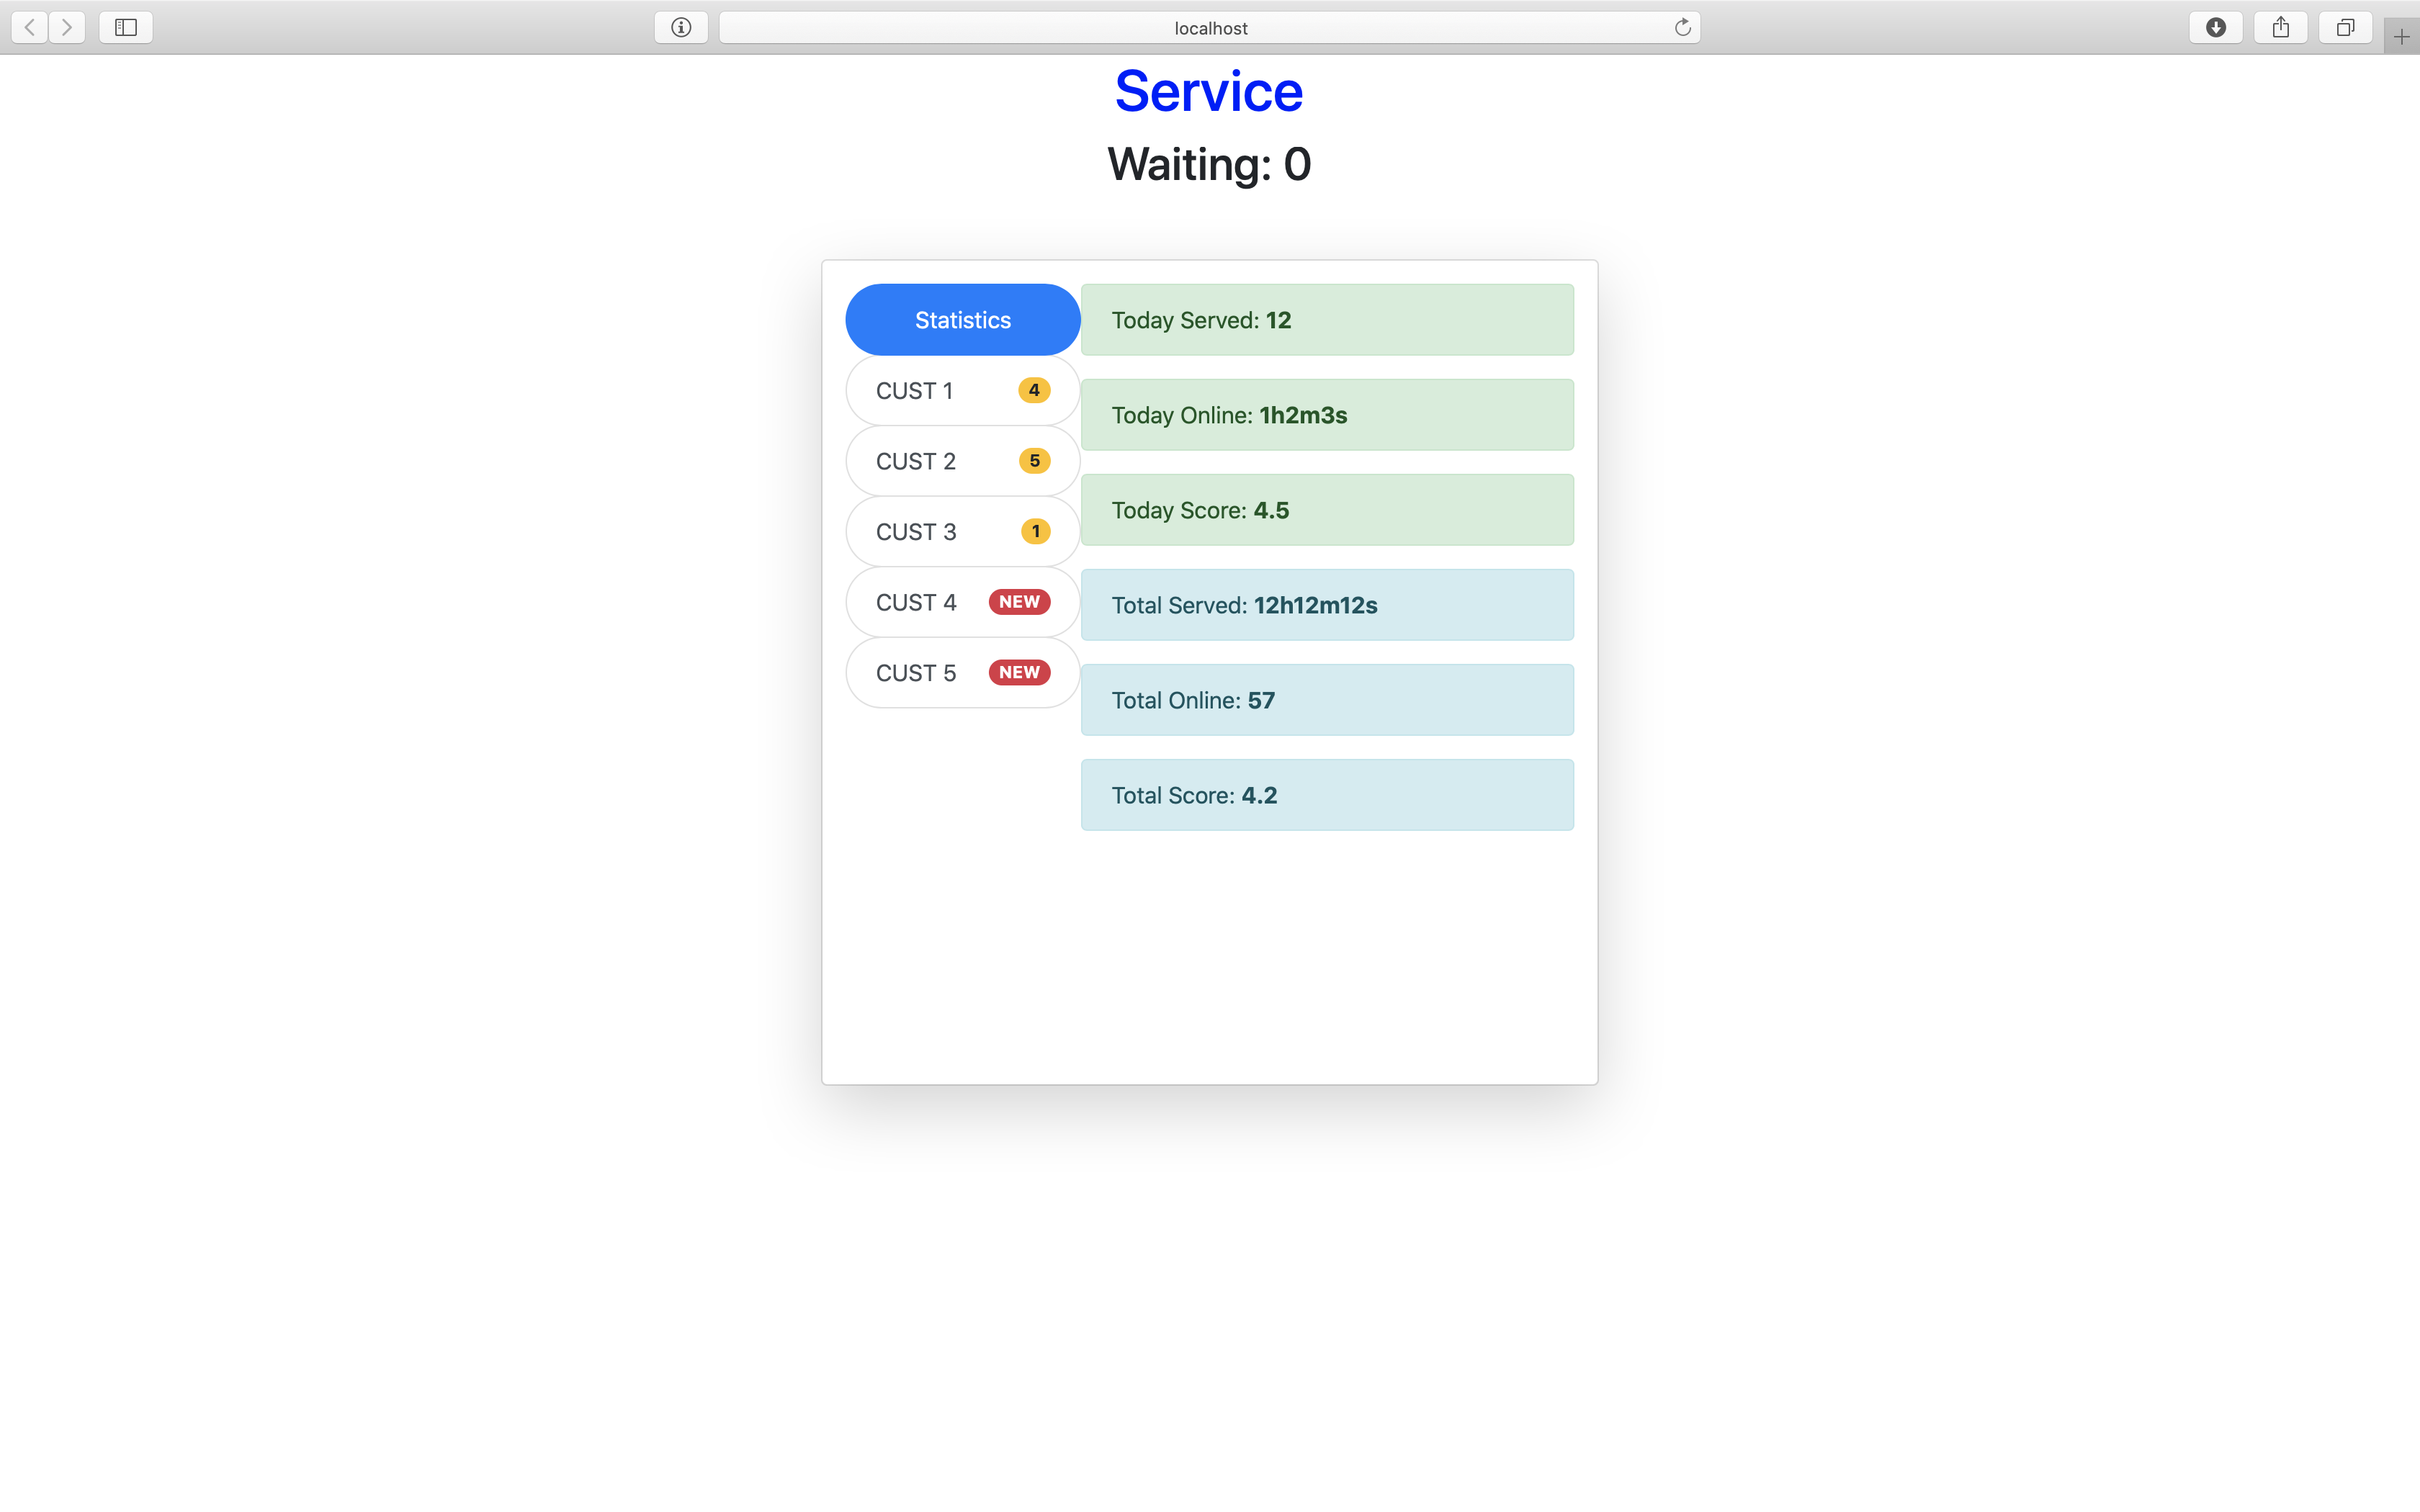 localhost
Service
Waiting: 0
Statistics
CUST 1 4
CUST 2 5
CUST 3 1
CUST 4 NEW
CUST 5 NEW
Today Served: 12
Today Online: 1h2m3s
Today Score: 4.5
Total Served: 12h12m12s
Total Online: 57
Total Score: 4.2